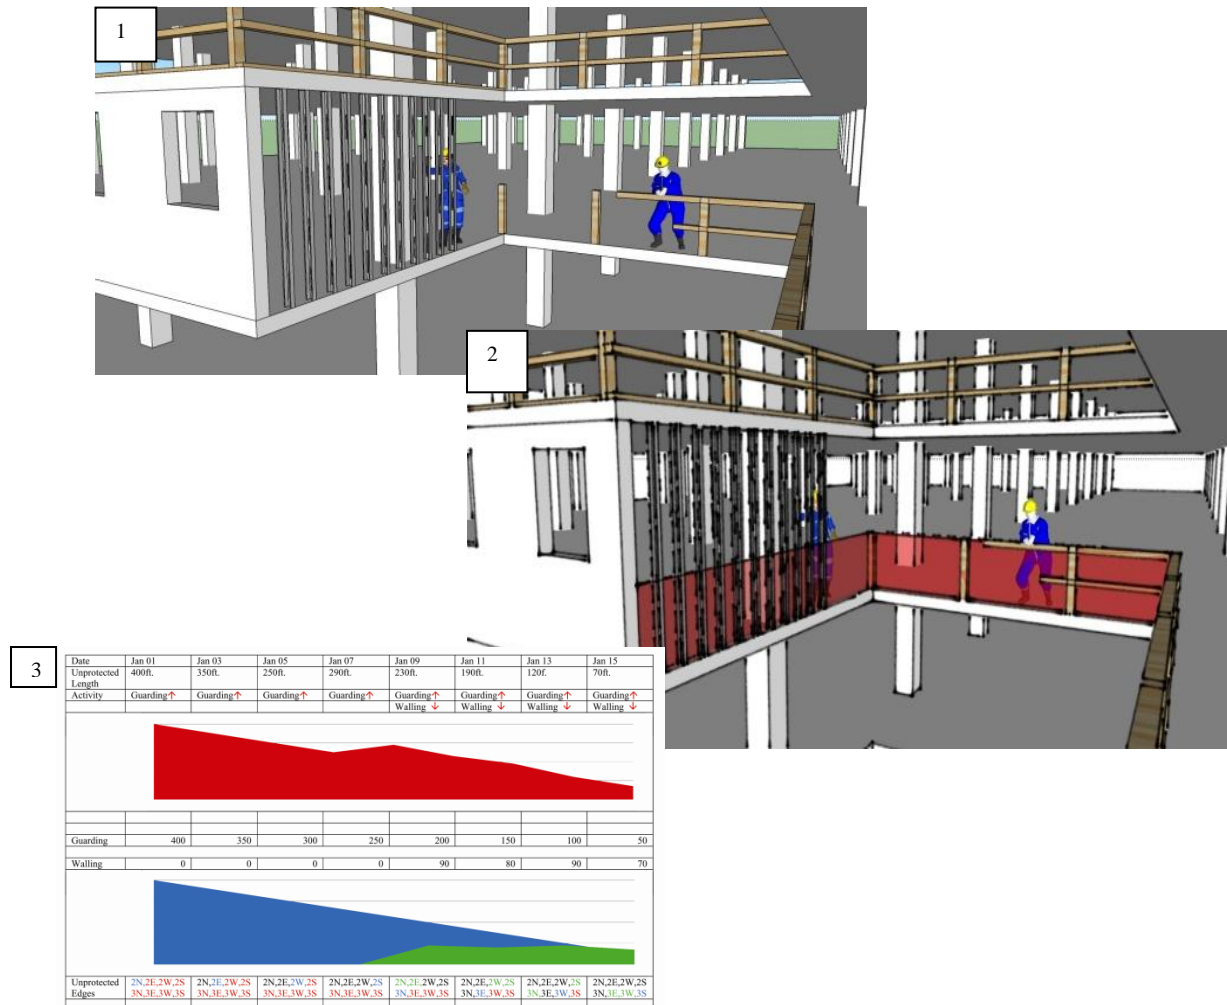 1
2
3
Date Jan 01 Jan 03 Jan 05 Jan 07 Jan 09 Jan 11 Jan 13 Jan 15
Unprotected Length 400ft. 350ft. 250ft. 290ft. 230ft. 190ft. 120f. 70ft.
Activity Guarding↑ Guarding↑ Guarding↑ Guarding↑ Guarding↑ Guarding↑ Guarding↑ Guarding↑
Walling ↓ Walling ↓ Walling ↓ Walling ↓
Guarding 400 350 300 250 200 150 100 50
Walling 0 0 0 0 90 80 90 70
Unprotected 2N,2E,2W,2S 2N,2E,2W,2S 2N,2E,2W,2S 2N,2E,2W,2S 2N,2E,2W,2S 2N,2E,2W,2S 2N,2E,2W,2S 2N,2E,2W,2S
Edges 3N,3E,3W,3S 3N,3E,3W,3S 3N,3E,3W,3S 3N,3E,3W,3S 3N,3E,3W,3S 3N,3E,3W,3S 3N,3E,3W,3S 3N,3E,3W,3S